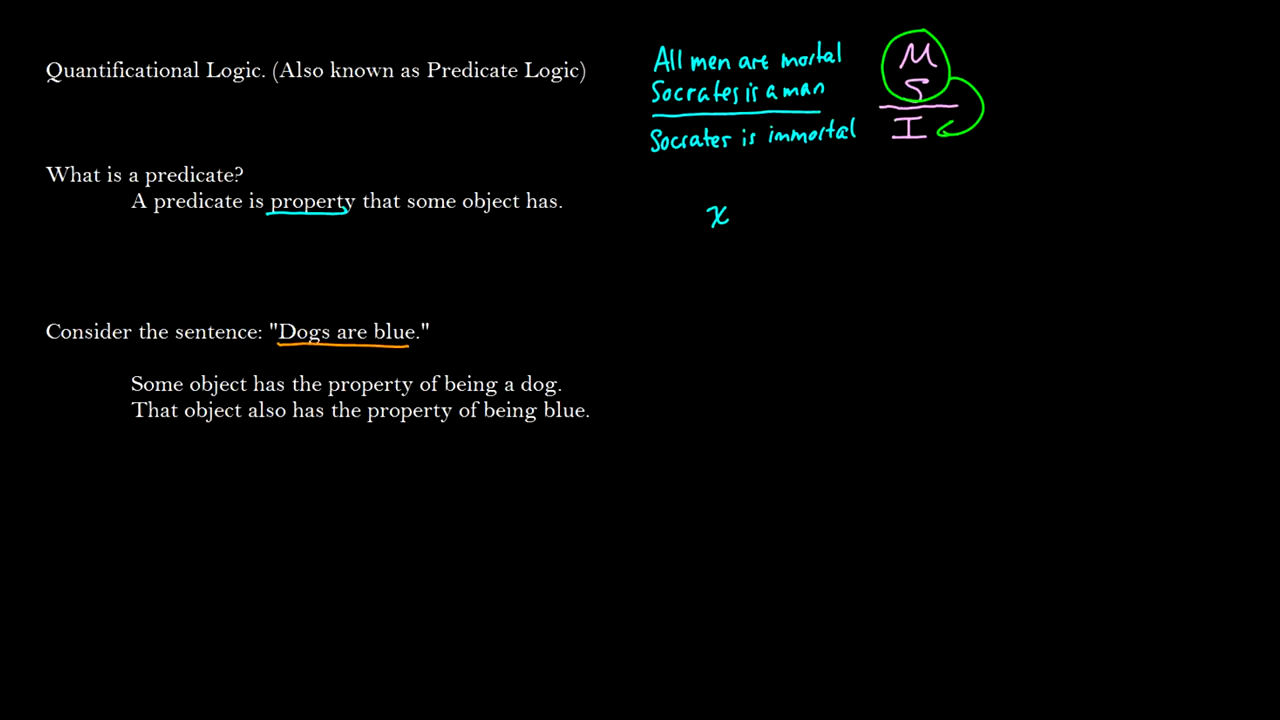 Quantificational Logic. (Also known as Predicate Logic)
All men are mortal
Socrates is a man
Socrates is immortal
M
S
I
What is a predicate?
A predicate is property that some object has.
x
Consider the sentence: "Dogs are blue."
Some object has the property of being a dog.
That object also has the property of being blue.